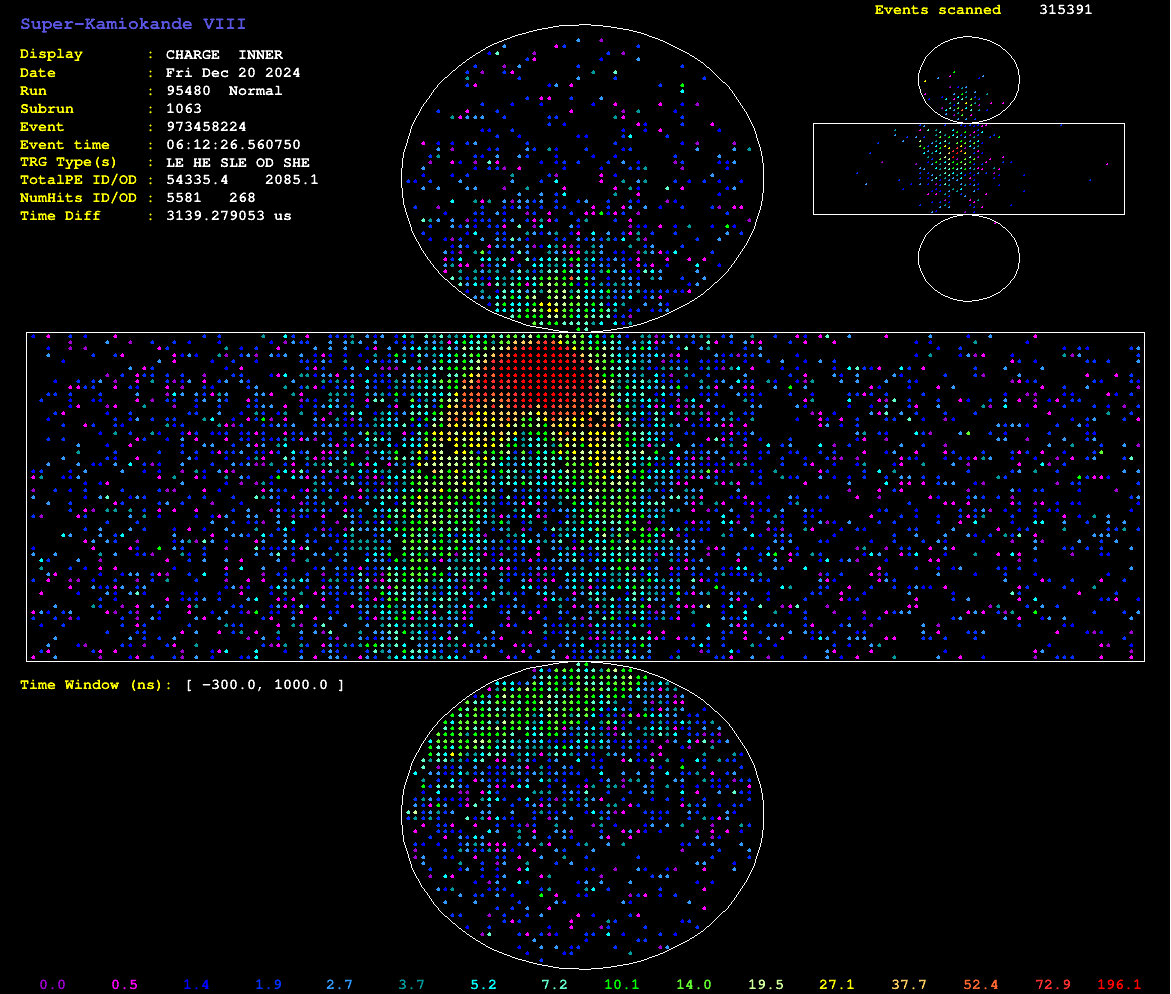 Super-Kamiokande VIII
Events scanned 315391
Display : CHARGE INNER
Date : Fri Dec 20 2024
Run : 95480 Normal
Subrun : 1063
Event : 973458224
Event time : 06:12:26.560750
TRG Type(s) : LE HE SLE OD SHE
TotalPE ID/OD : 54335.4 2085.1
NumHits ID/OD : 5581 268
Time Diff : 3139.279053 us
Time Window (ns): [ -300.0, 1000.0 ]
0.0 0.5 1.4 1.9 2.7 3.7 5.2 7.2 10.1 14.0 19.5 27.1 37.7 52.4 72.9 196.1